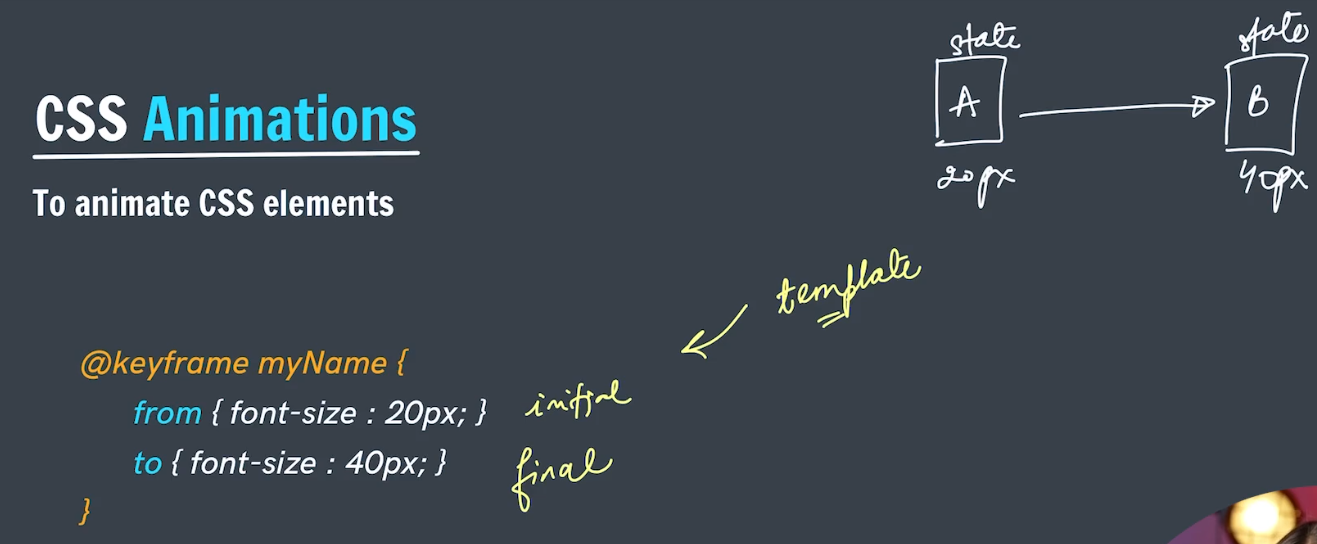 CSS Animations
To animate CSS elements
state
state
A
B
20px
40px
template
@keyframe myName {
from { font-size : 20px; } initial
to { font-size : 40px; } final
}